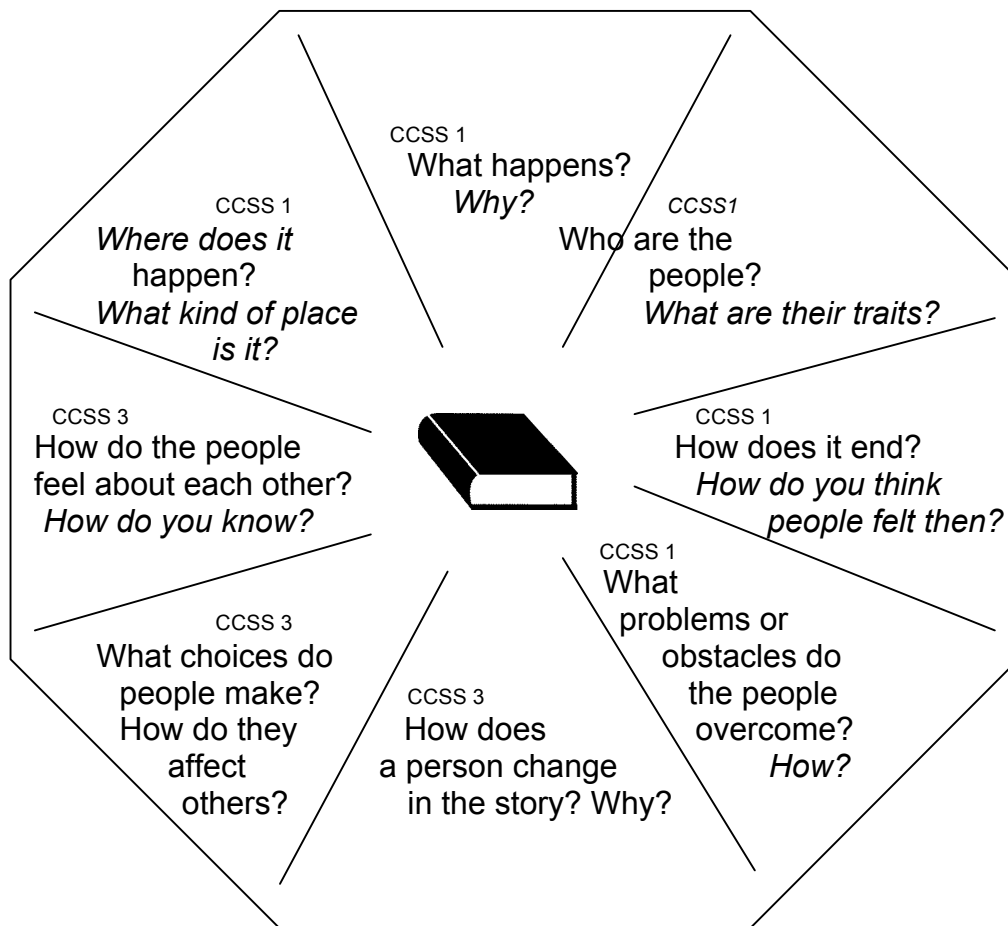 CCSS 1
What happens?
Why?
CCSS1
Who are the
people?
What are their traits?
CCSS 1
How does it end?
How do you think
people felt then?
CCSS 1
What
problems or
obstacles do
the people
overcome?
How?
CCSS 3
How does
a person change
in the story? Why?
CCSS 3
What choices do
people make?
How do they
affect
others?
CCSS 3
How do the people
feel about each other?
How do you know?
CCSS 1
Where does it
happen?
What kind of place
is it?